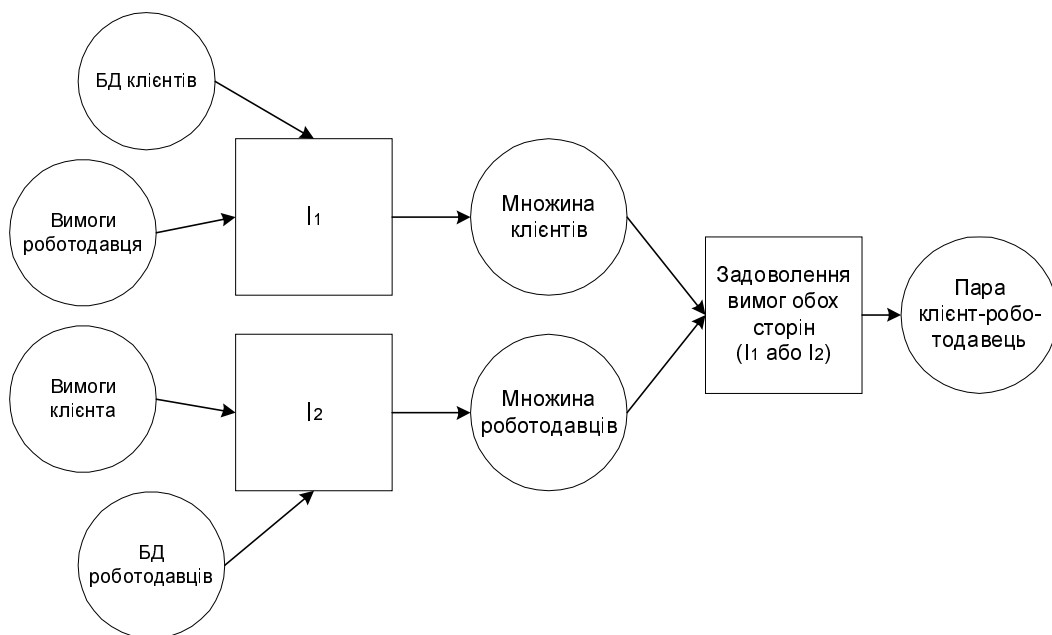 БД клієнтів
Вимоги
роботодавця
I1
Множина
клієнтів
Задоволення
вимог обох
сторін
(I1 або I2)
Пара
клієнт-робо-
тодавець
Вимоги
клієнта
I2
Множина
роботодавців
БД
роботодавців